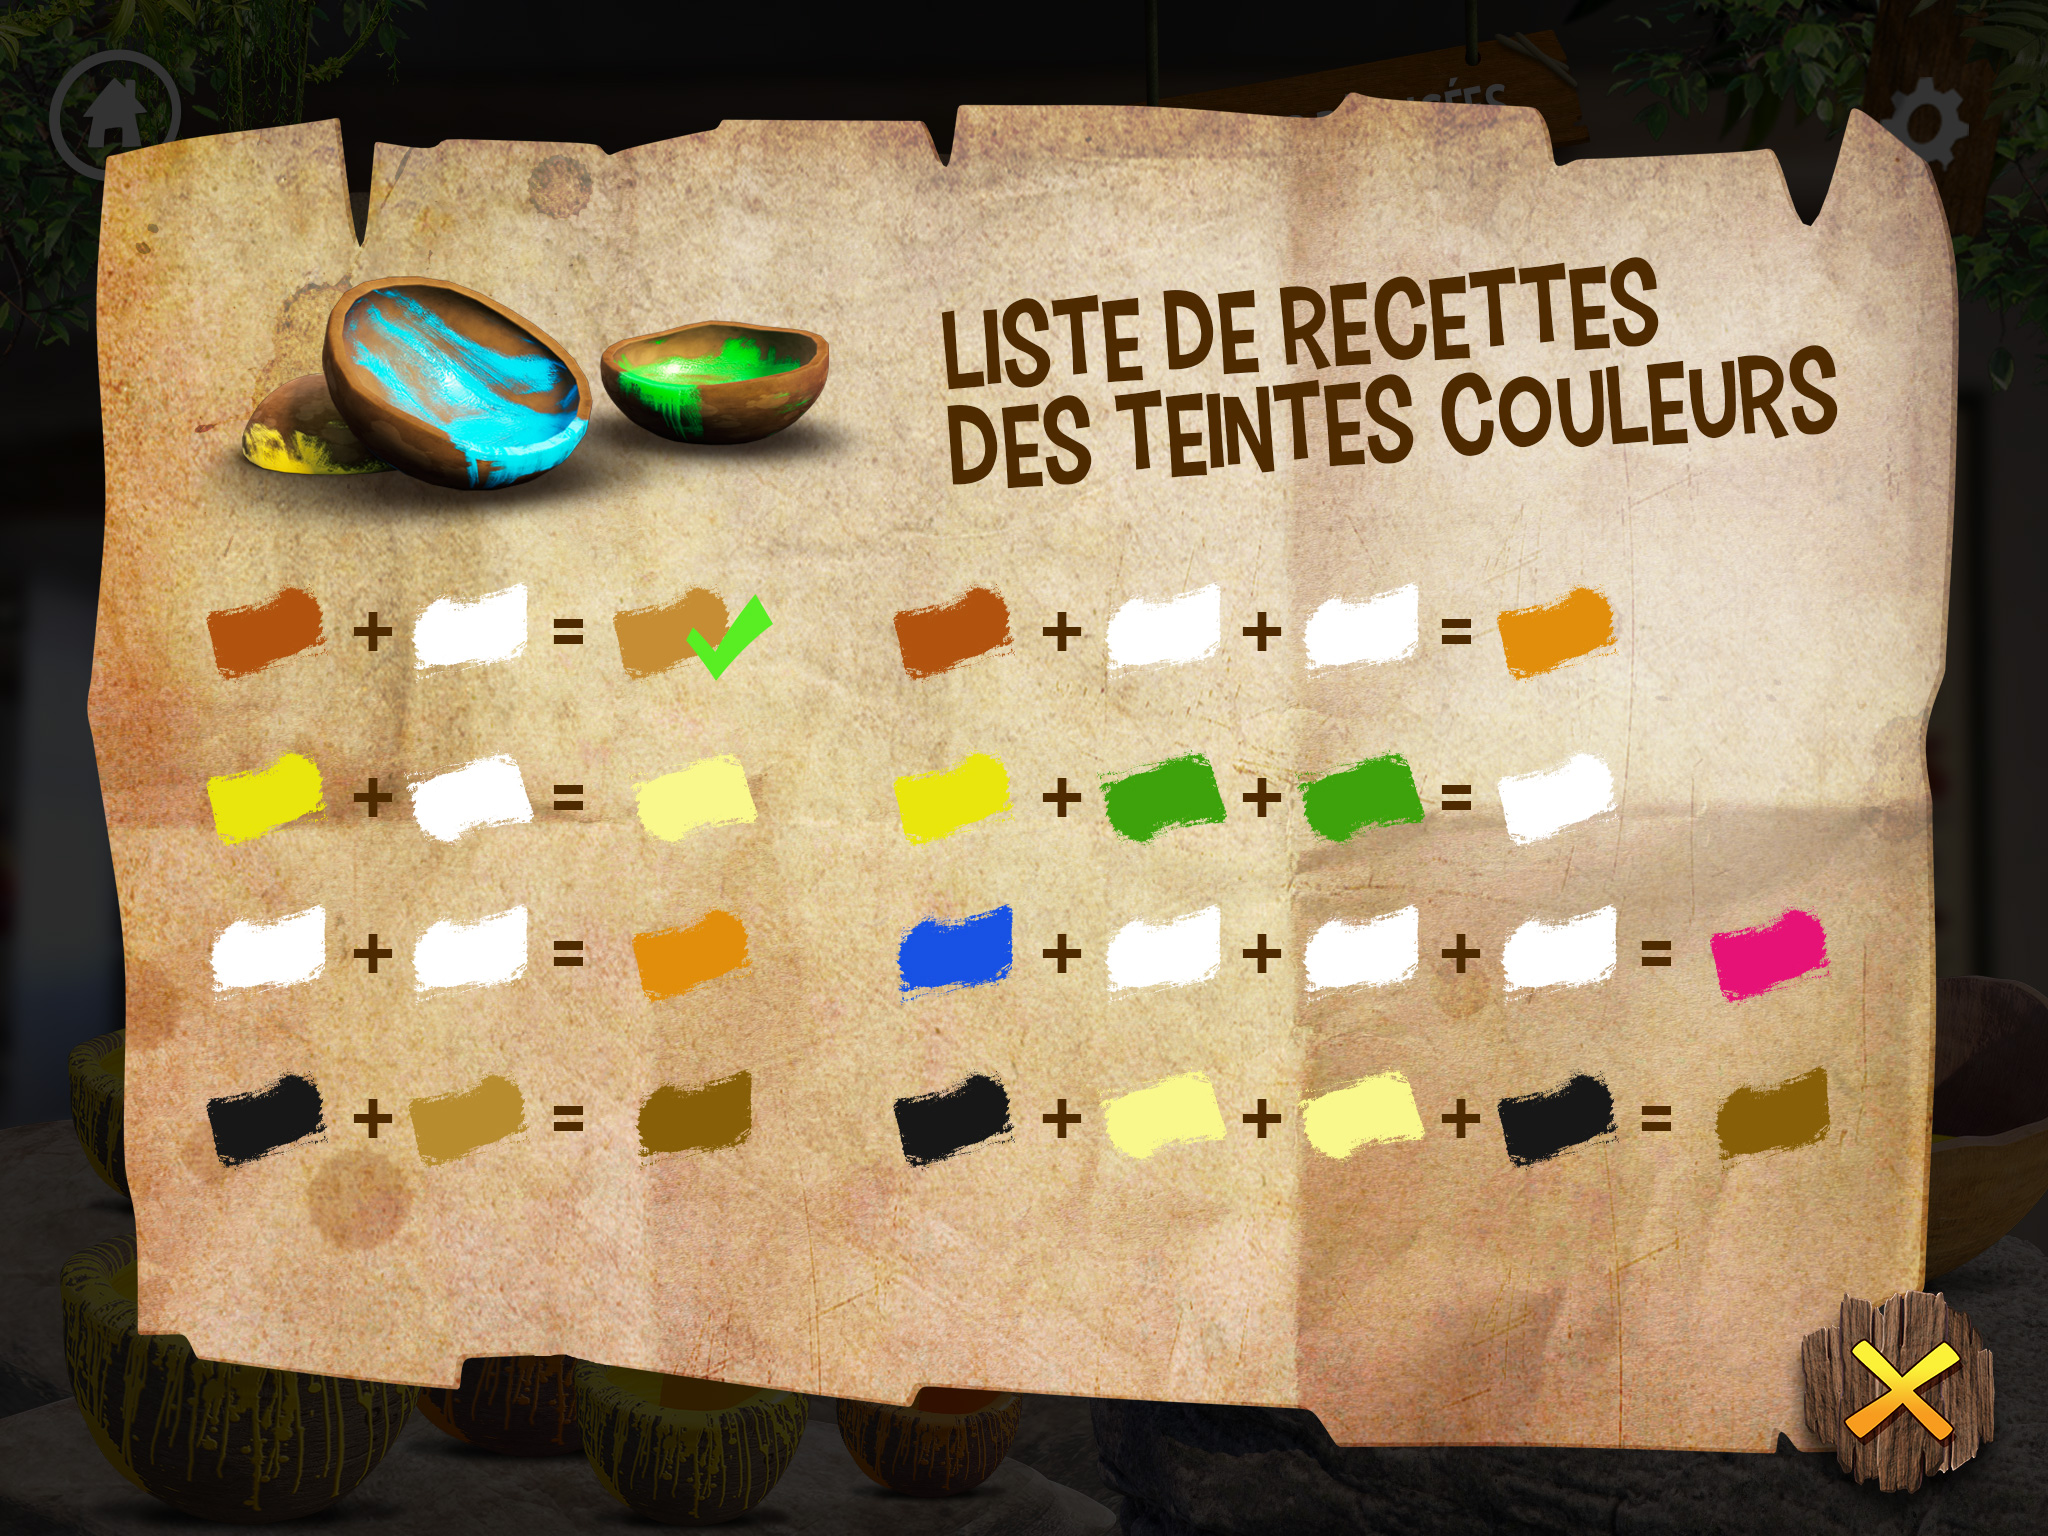 LISTE DE RECETTES
DES TEINTES COULEURS
+ = + + =
+ = + + =
+ = + + + =
+ = + + + =